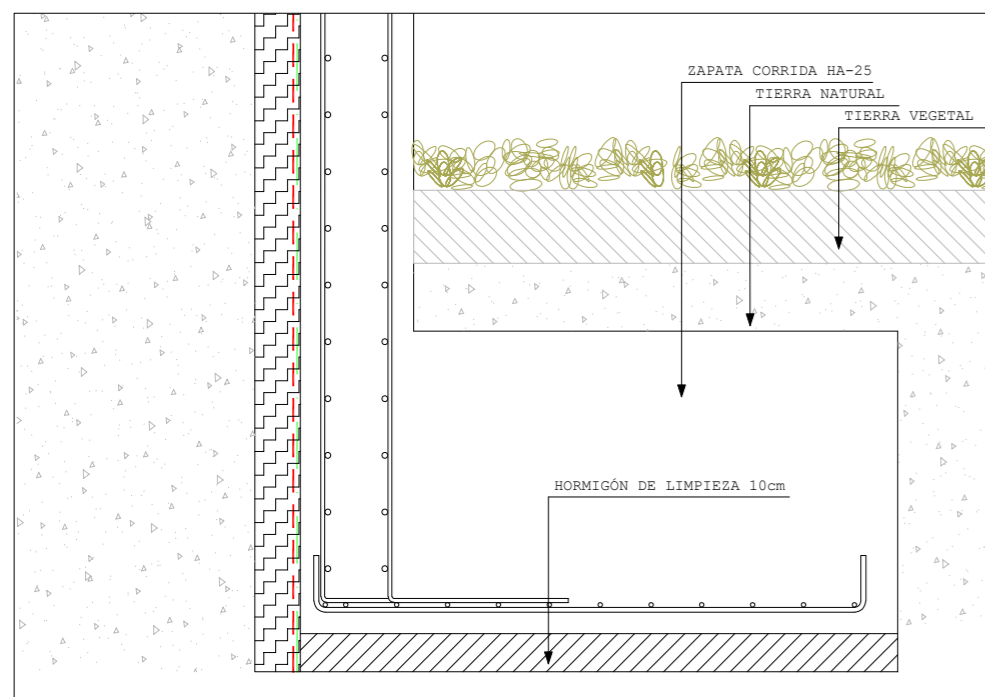 ZAPATA CORRIDA HA-25
TIERRA NATURAL
TIERRA VEGETAL
HORMIGÓN DE LIMPIEZA 10cm